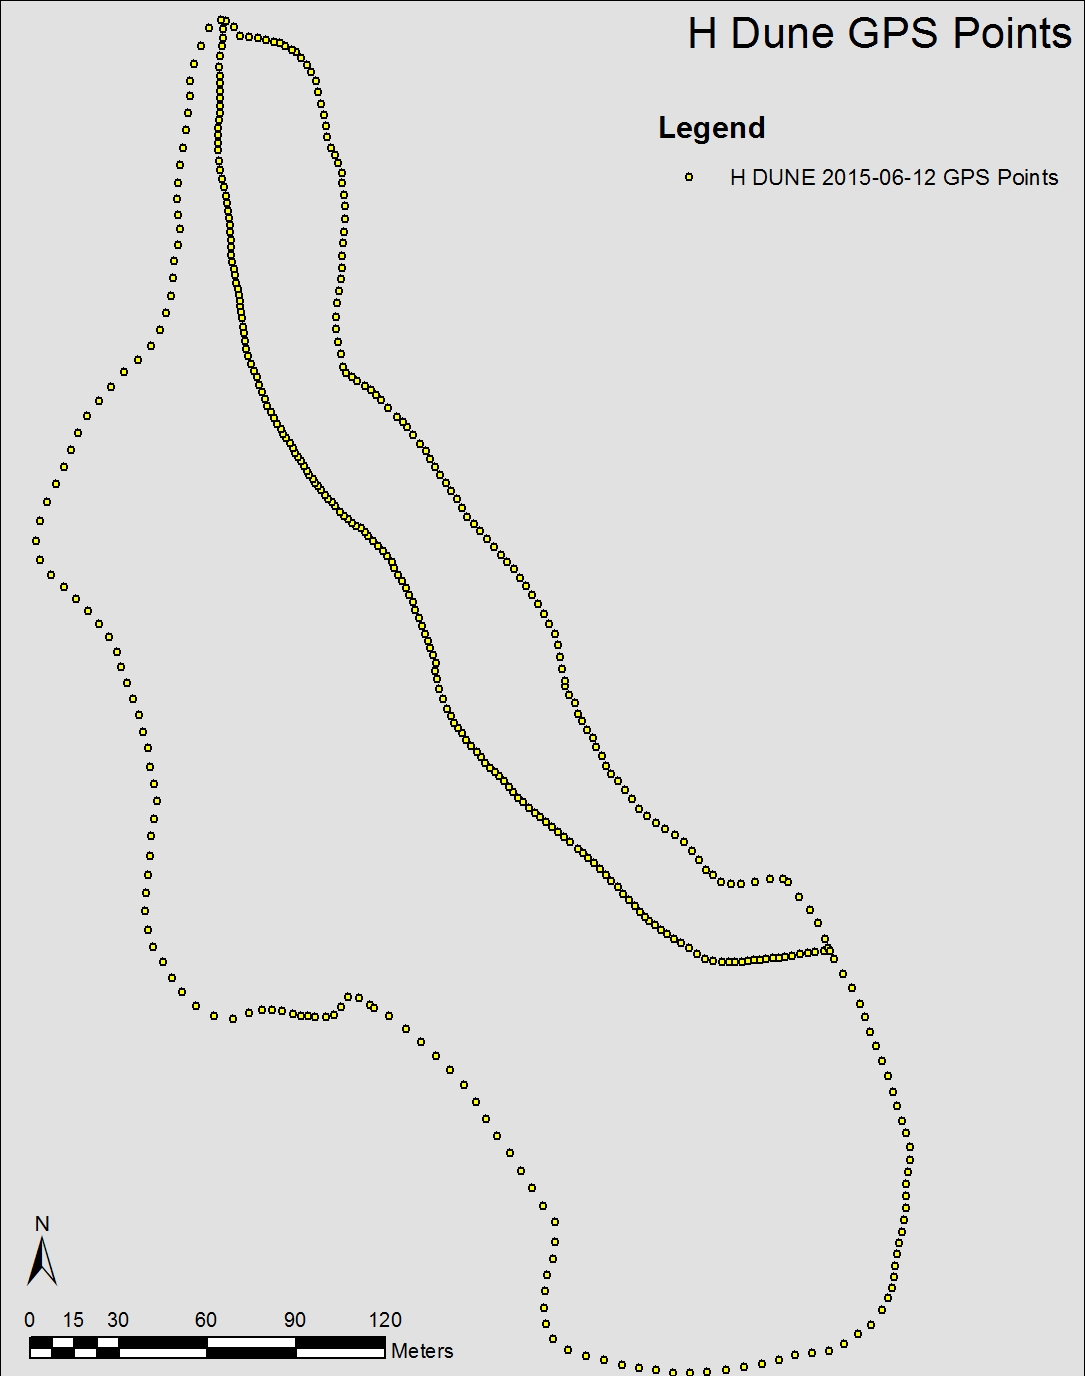 H Dune GPS Points
Legend
H DUNE 2015-06-12 GPS Points
N
0 15 30 60 90 120
Meters